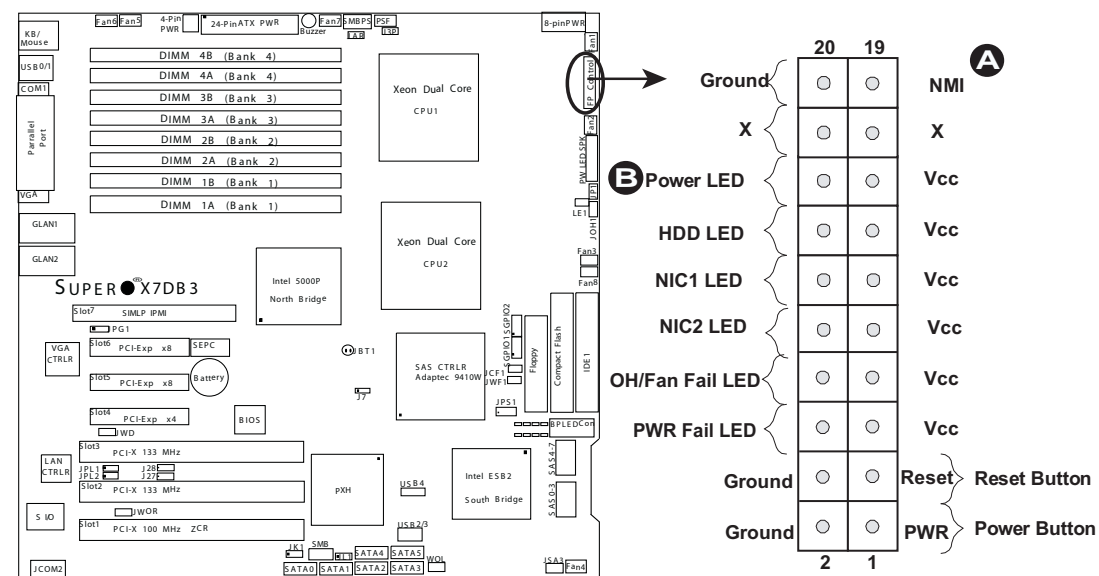 KB/
Mouse
USB0/1
COM1
Parrallel
Port
VGA
GLAN1
GLAN2
Fan6
Fan5
4-Pin
PWR
24-PinATX PWR
Buzzer
Fan7
SMBPS
PSF
J3P
8-pinPWR
Fan1
FP Control
Fan2
PW LED SPK
JP1
LE1
JOH1
Fan3
Fan8
DIMM 4B (Bank 4)
DIMM 4A (Bank 4)
DIMM 3B (Bank 3)
DIMM 3A (Bank 3)
DIMM 2B (Bank 2)
DIMM 2A (Bank 2)
DIMM 1B (Bank 1)
DIMM 1A (Bank 1)
Xeon Dual Core
CPU1
Xeon Dual Core
CPU2
Intel 5000P
North Bridge
SUPER X7DB3
®
Slot7
SIMLP IPMI
JPG1
Slot6
PCI-Exp x8
SEPC
VGA
CTRLR
Slot5
PCI-Exp x8
Battery
Slot4
PCI-Exp x4
JWD
BIOS
JBT1
J7
SAS CTRLR
Adaptec 9410W
SGPIO1
SGPIO2
JCF1
JWF1
JPS1
Floppy
Compact Flash
IDE1
BPLEDCon
Slot3
PCI-X 133 MHz
LAN
CTRLR
JPL1
JPL2
J28
J27
Slot2
PCI-X 133 MHz
JWOR
S I/O
Slot1
PCI-X 100 MHz ZCR
JCOM2
PXH
USB4
Intel ESB2
South Bridge
SAS4-7
SAS0-3
USB2/3
JK1
SMB
SATA4
SATA5
SATA0
SATA1
SATA2
SATA3
WOL
JSA3
Fan4
20
19
A
Ground
NMI
X
X
B
Power LED
Vcc
HDD LED
Vcc
NIC1 LED
Vcc
NIC2 LED
Vcc
OH/Fan Fail LED
Vcc
PWR Fail LED
Vcc
Ground
Reset
Reset Button
Ground
PWR
Power Button
2
1